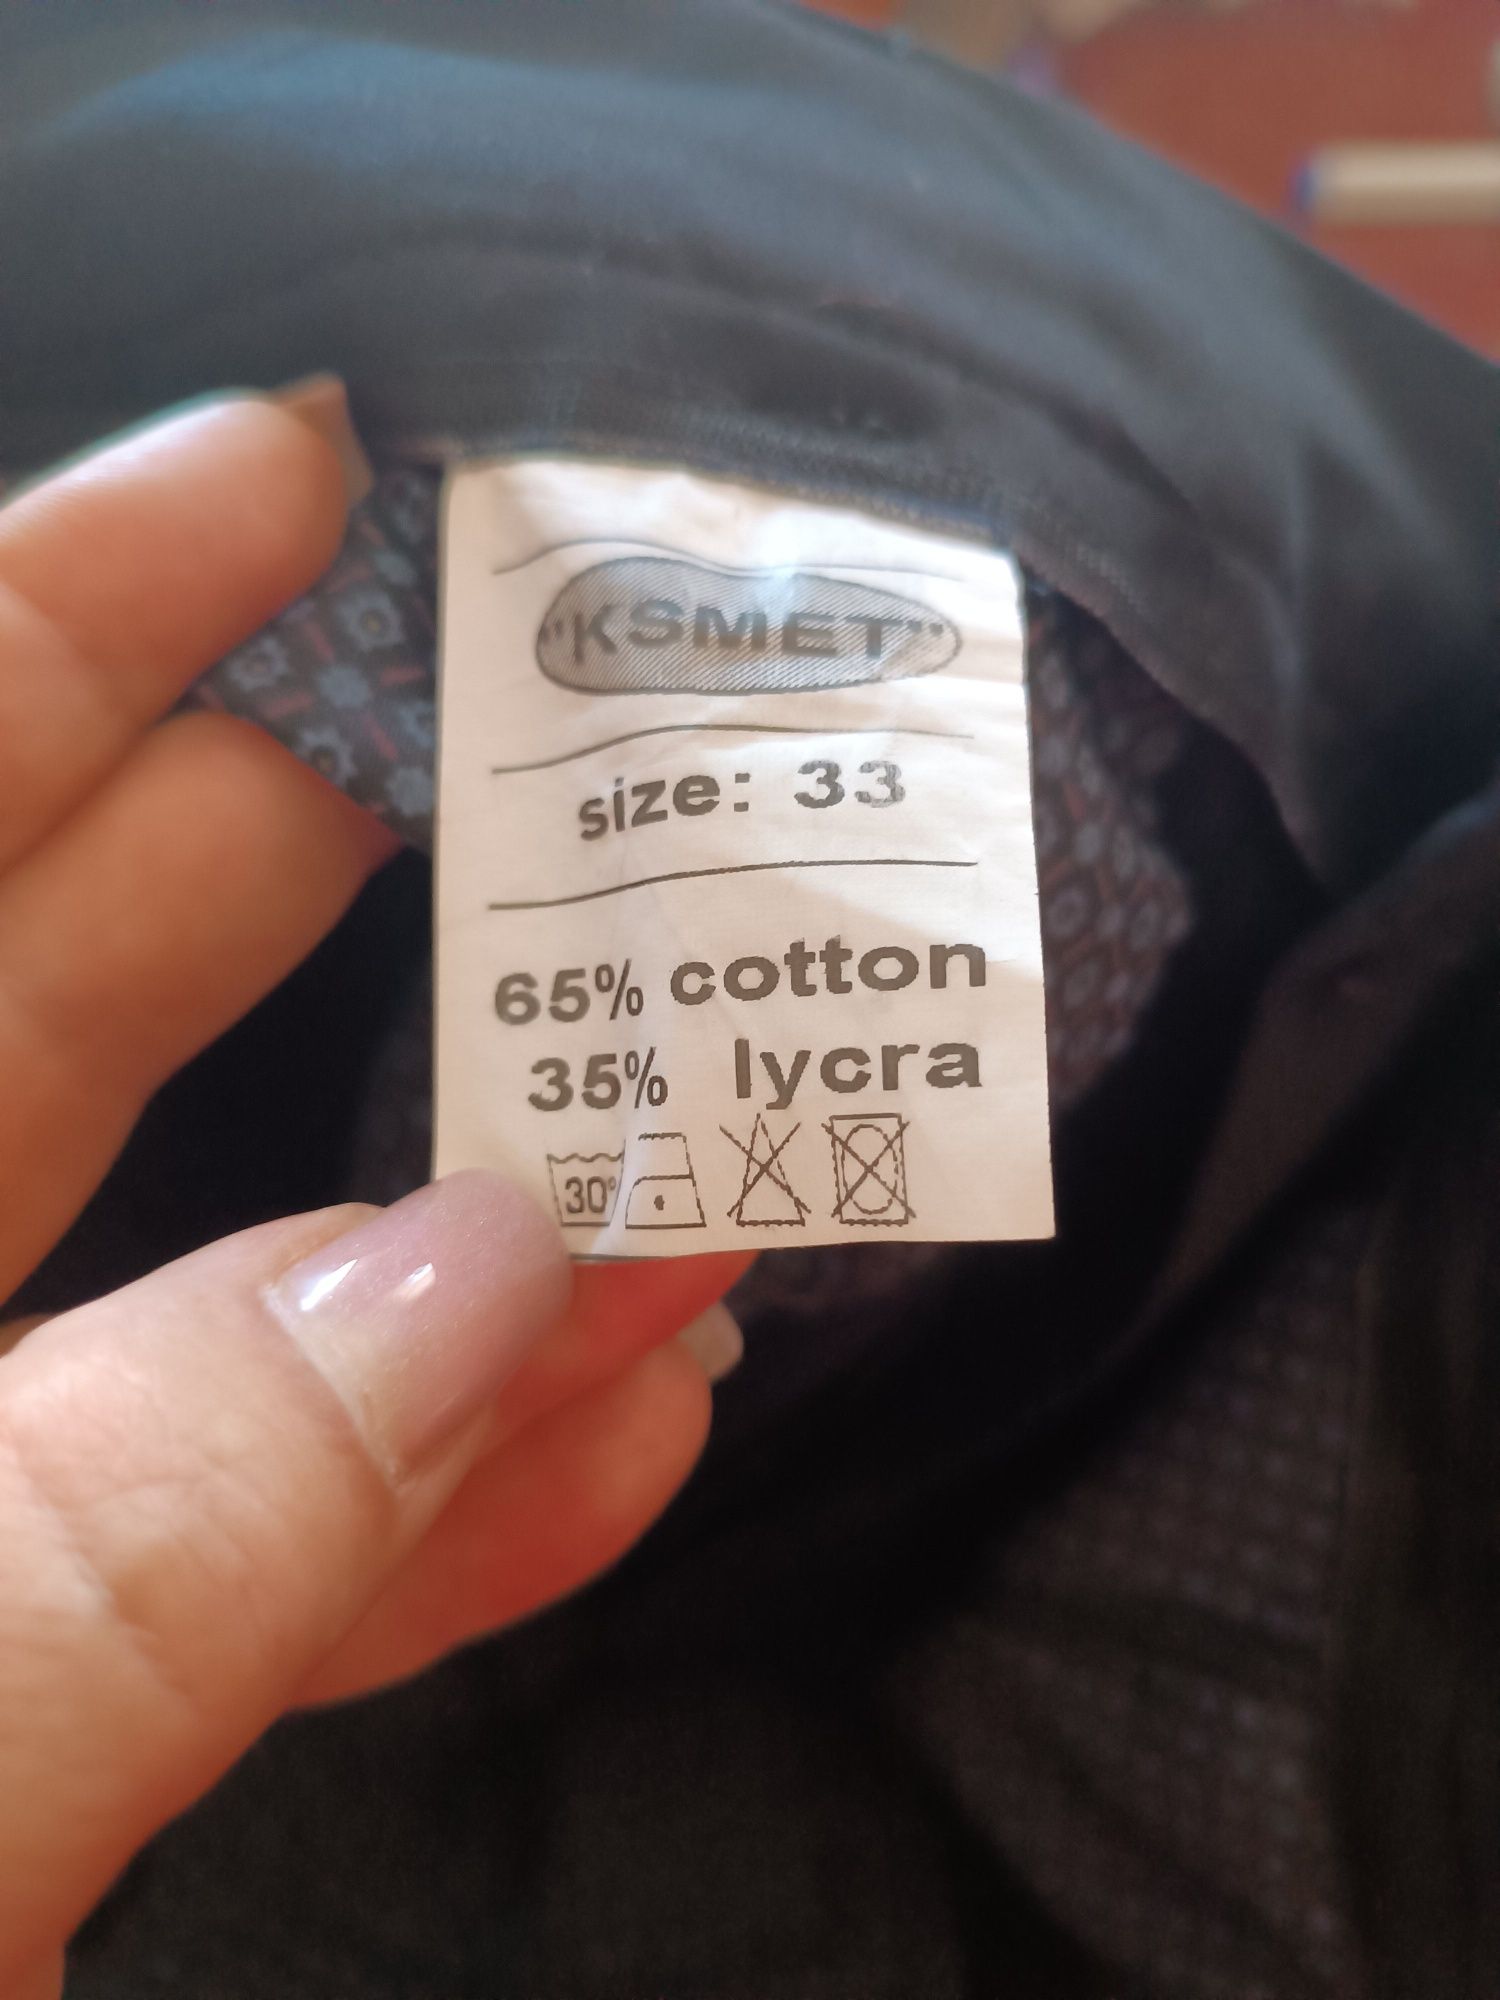 "KSMET"
size: 33
65% cotton
35% lycra
30°